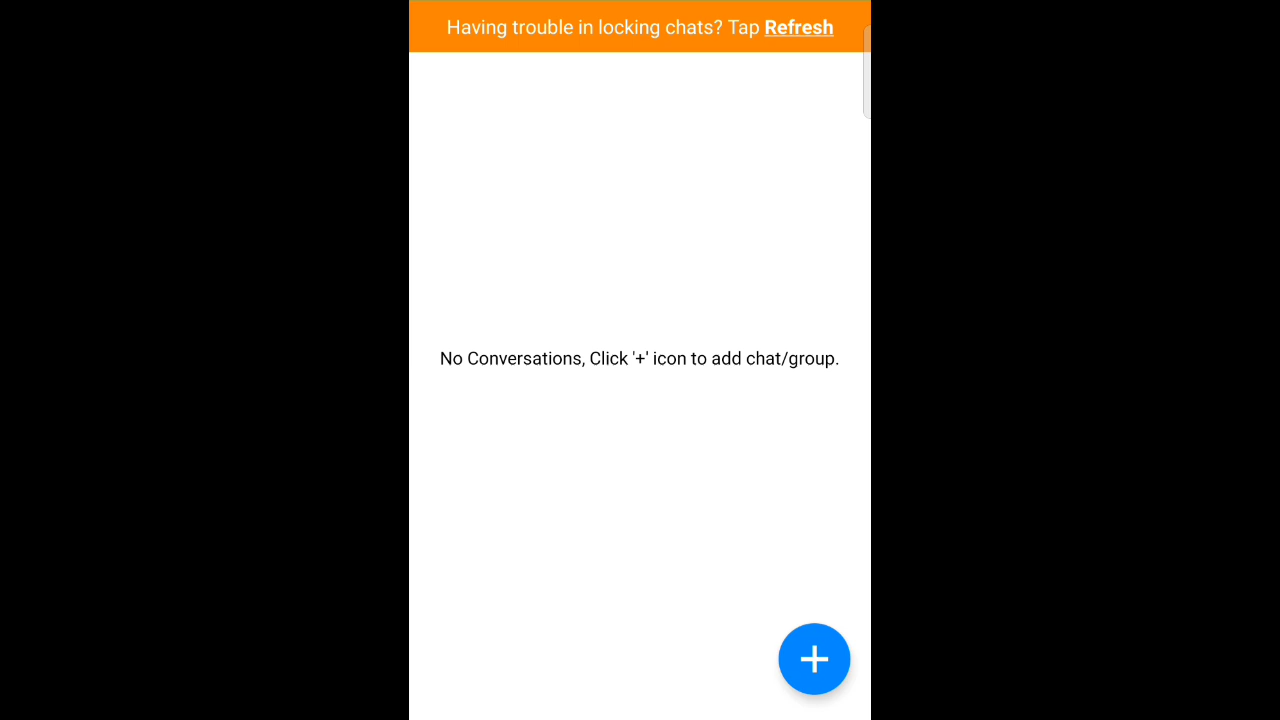 Having trouble in locking chats? Tap Refresh
No Conversations, Click '+' icon to add chat/group.